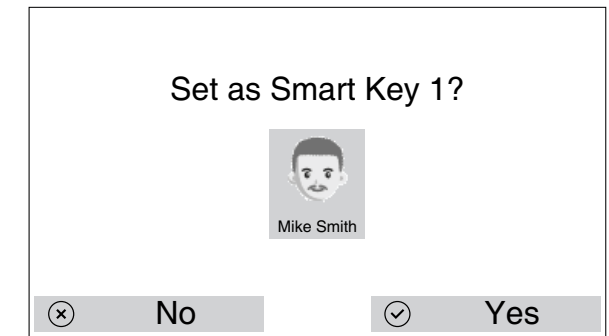 Set as Smart Key 1?
Mike Smith
No Yes